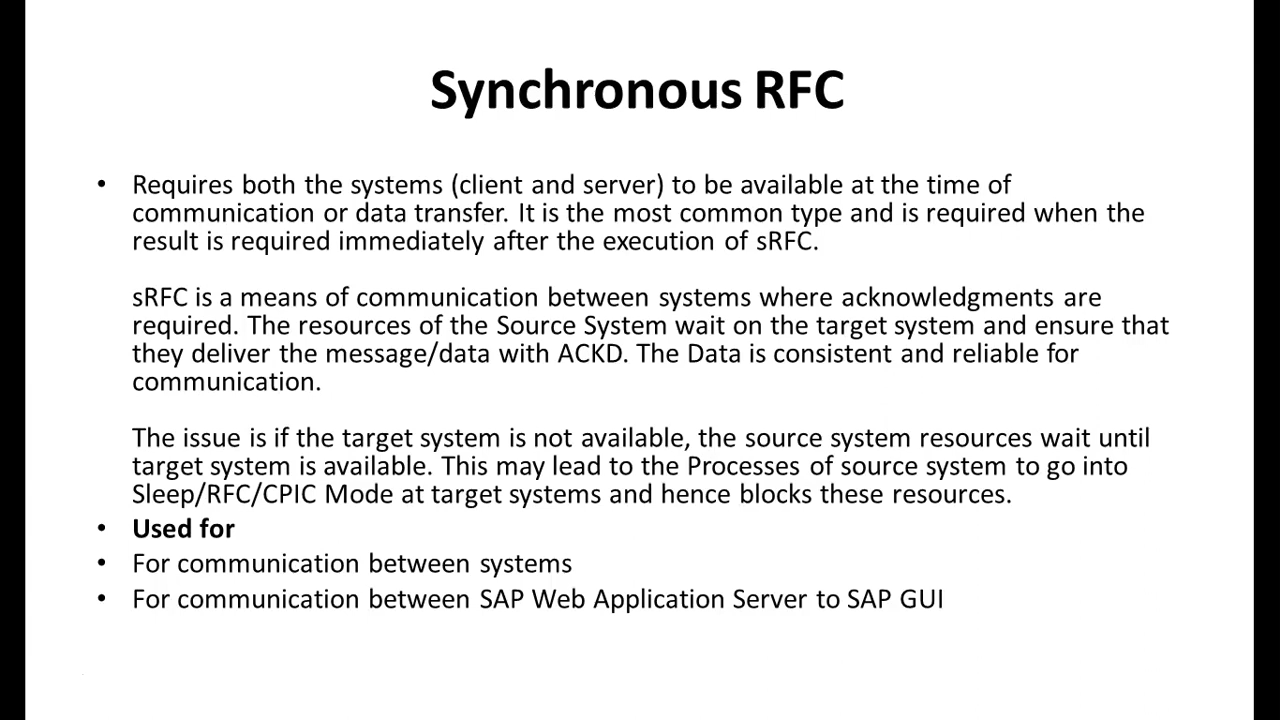 Synchronous RFC
• Requires both the systems (client and server) to be available at the time of
communication or data transfer. It is the most common type and is required when the
result is required immediately after the execution of sRFC.
sRFC is a means of communication between systems where acknowledgments are
required. The resources of the Source System wait on the target system and ensure that
they deliver the message/data with ACKD. The Data is consistent and reliable for
communication.
The issue is if the target system is not available, the source system resources wait until
target system is available. This may lead to the Processes of source system to go into
Sleep/RFC/CPIC Mode at target systems and hence blocks these resources.
• Used for
• For communication between systems
• For communication between SAP Web Application Server to SAP GUI